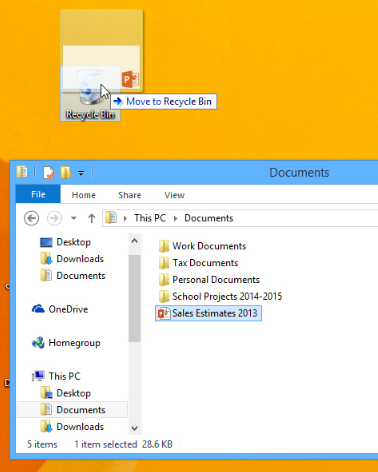 Recycle Bin
Move to Recycle Bin
Documents
File Home Share View
This PC Documents
Desktop
Downloads
Documents
OneDrive
Homegroup
This PC
Desktop
Documents
Downloads
Work Documents
Tax Documents
Personal Documents
School Projects 2014-2015
Sales Estimates 2013
5 items 1 item selected 28.6 KB